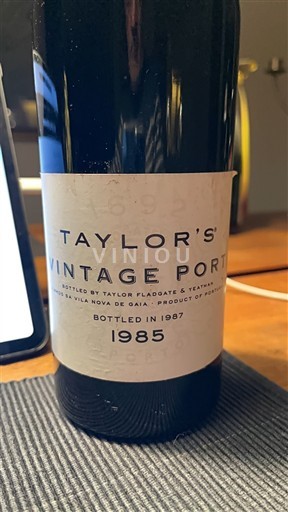 TAYLOR'S
VINIOU
VINTAGE PORT
BOTTLED BY TAYLOR FLADGATE & YEATMAN
DA VILA NOVA DE GAIA · PRODUCT OF
BOTTLED IN 1987
1985